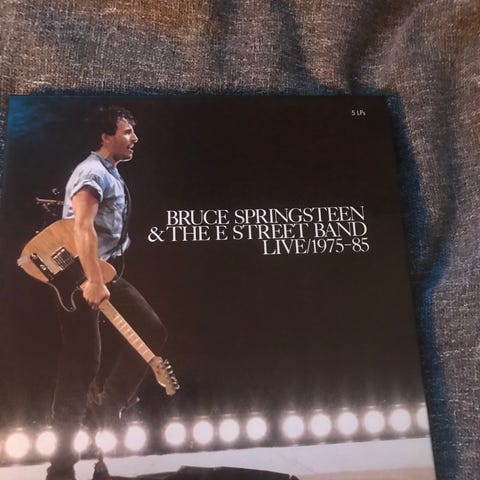 5 LPs
BRUCE SPRINGSTEEN
& THE E STREET BAND
LIVE/1975-85